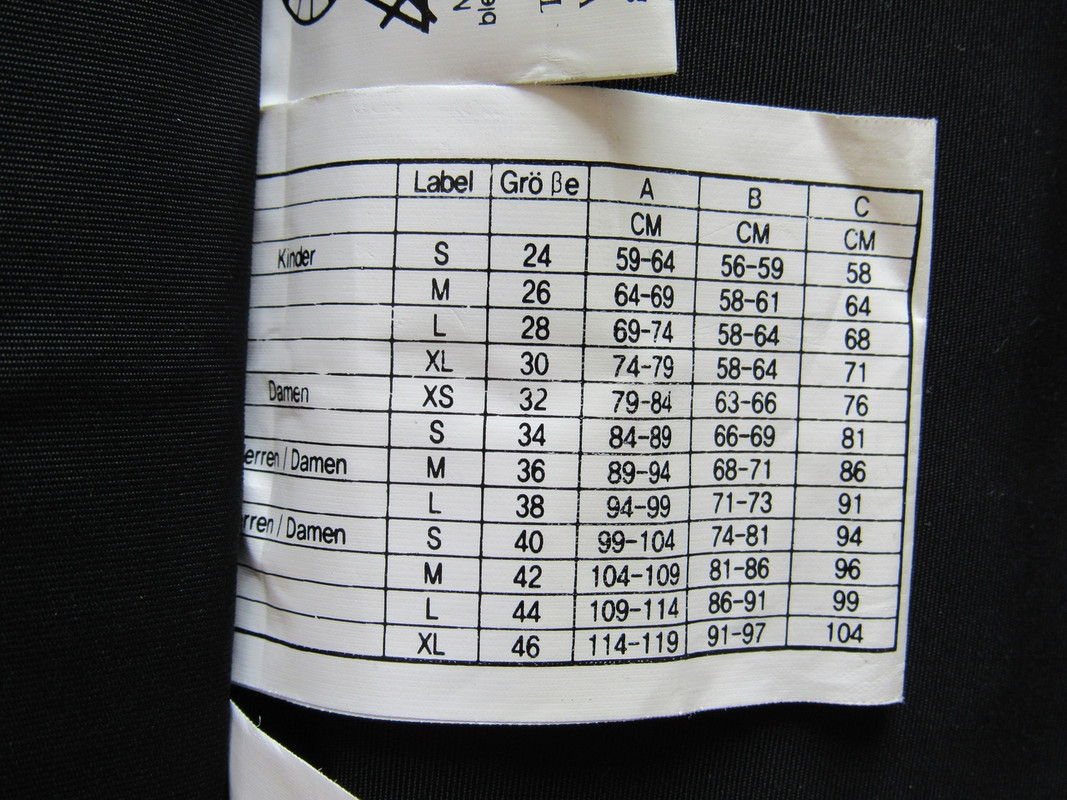 Label Grö ße A B C
CM CM CM
Kinder S 24 59-64 56-59 58
M 26 64-69 58-61 64
L 28 69-74 58-64 68
XL 30 74-79 58-64 71
Damen XS 32 79-84 63-66 76
S 34 84-89 66-69 81
erren / Damen M 36 89-94 68-71 86
L 38 94-99 71-73 91
rren / Damen S 40 99-104 74-81 94
M 42 104-109 81-86 96
L 44 109-114 86-91 99
XL 46 114-119 91-97 104